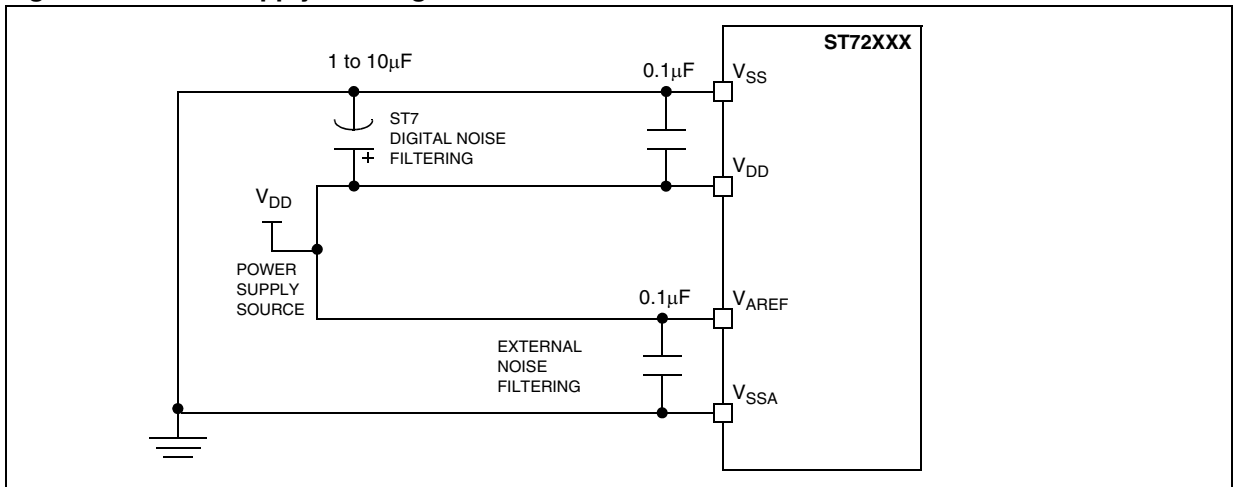 ST72XXX
1 to 10μF
0.1μF
VSS
ST7
DIGITAL NOISE
FILTERING
+
VDD
VDD
POWER
SUPPLY
SOURCE
0.1μF
VAREF
EXTERNAL
NOISE
FILTERING
VSSA